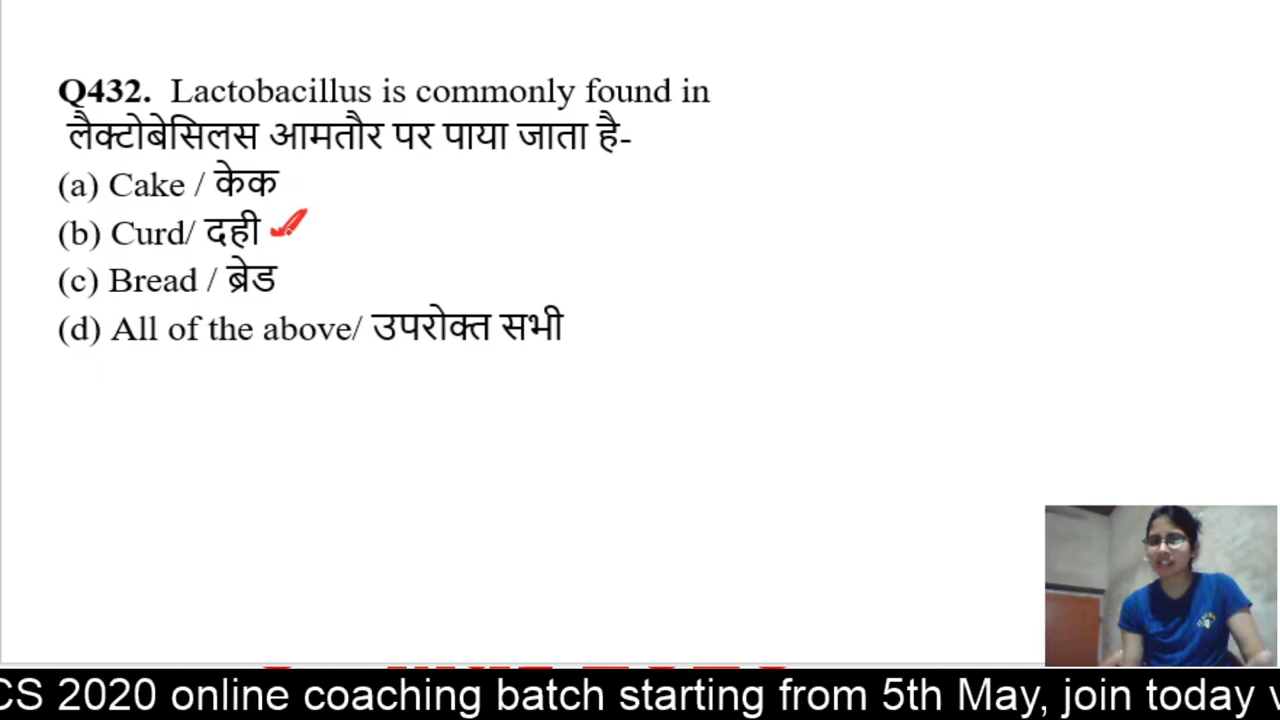 Q432. Lactobacillus is commonly found in
लैक्टोबेसिलस आमतौर पर पाया जाता है-
(a) Cake / केक
(b) Curd/ दही
(c) Bread / ब्रेड
(d) All of the above/ उपरोक्त सभी
CS 2020 online coaching batch starting from 5th May, join today